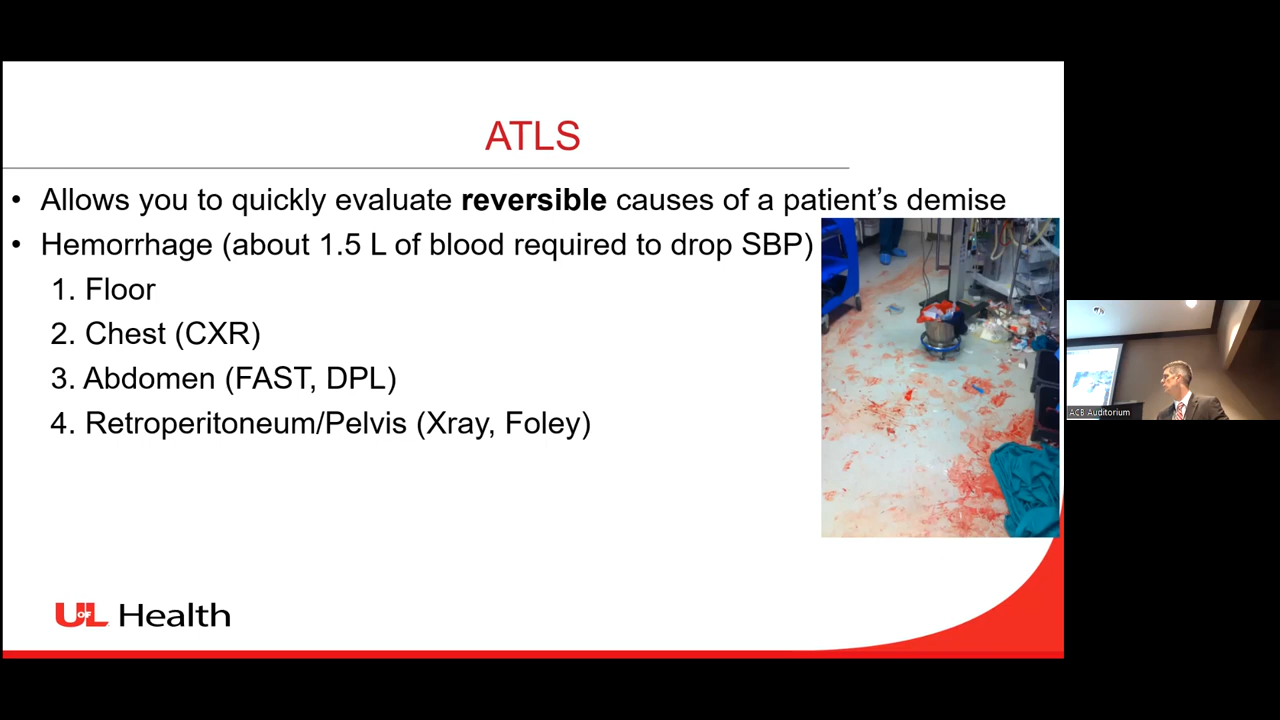 ATLS
• Allows you to quickly evaluate reversible causes of a patient’s demise
• Hemorrhage (about 1.5 L of blood required to drop SBP)
1. Floor
2. Chest (CXR)
3. Abdomen (FAST, DPL)
4. Retroperitoneum/Pelvis (Xray, Foley)
UofL Health
ACB Auditorium